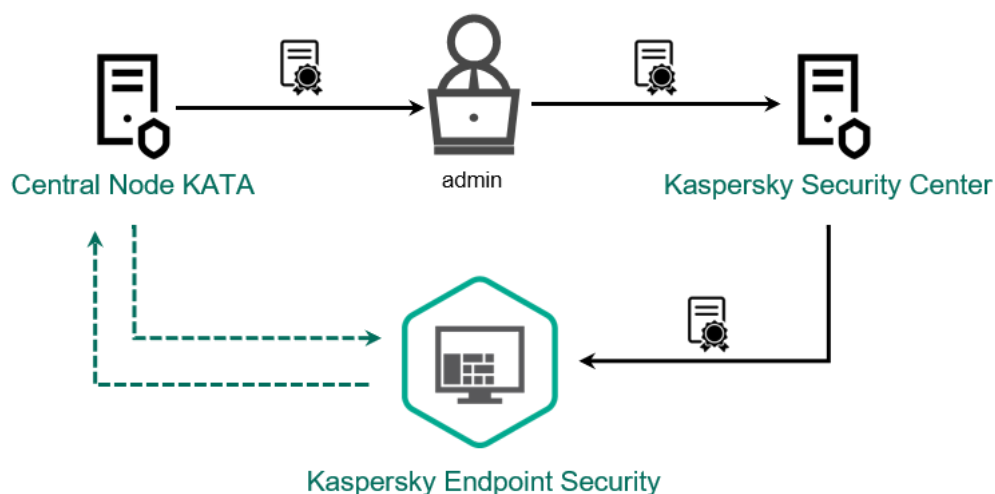 admin
Central Node KATA
Kaspersky Security Center
Kaspersky Endpoint Security